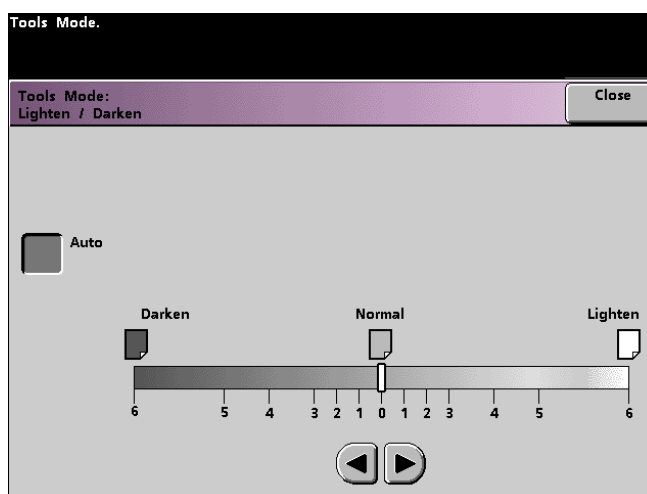 Tools Mode.
Tools Mode:
Close
Lighten / Darken
Auto
Darken Normal Lighten
6 5 4 3 2 1 0 1 2 3 4 5 6